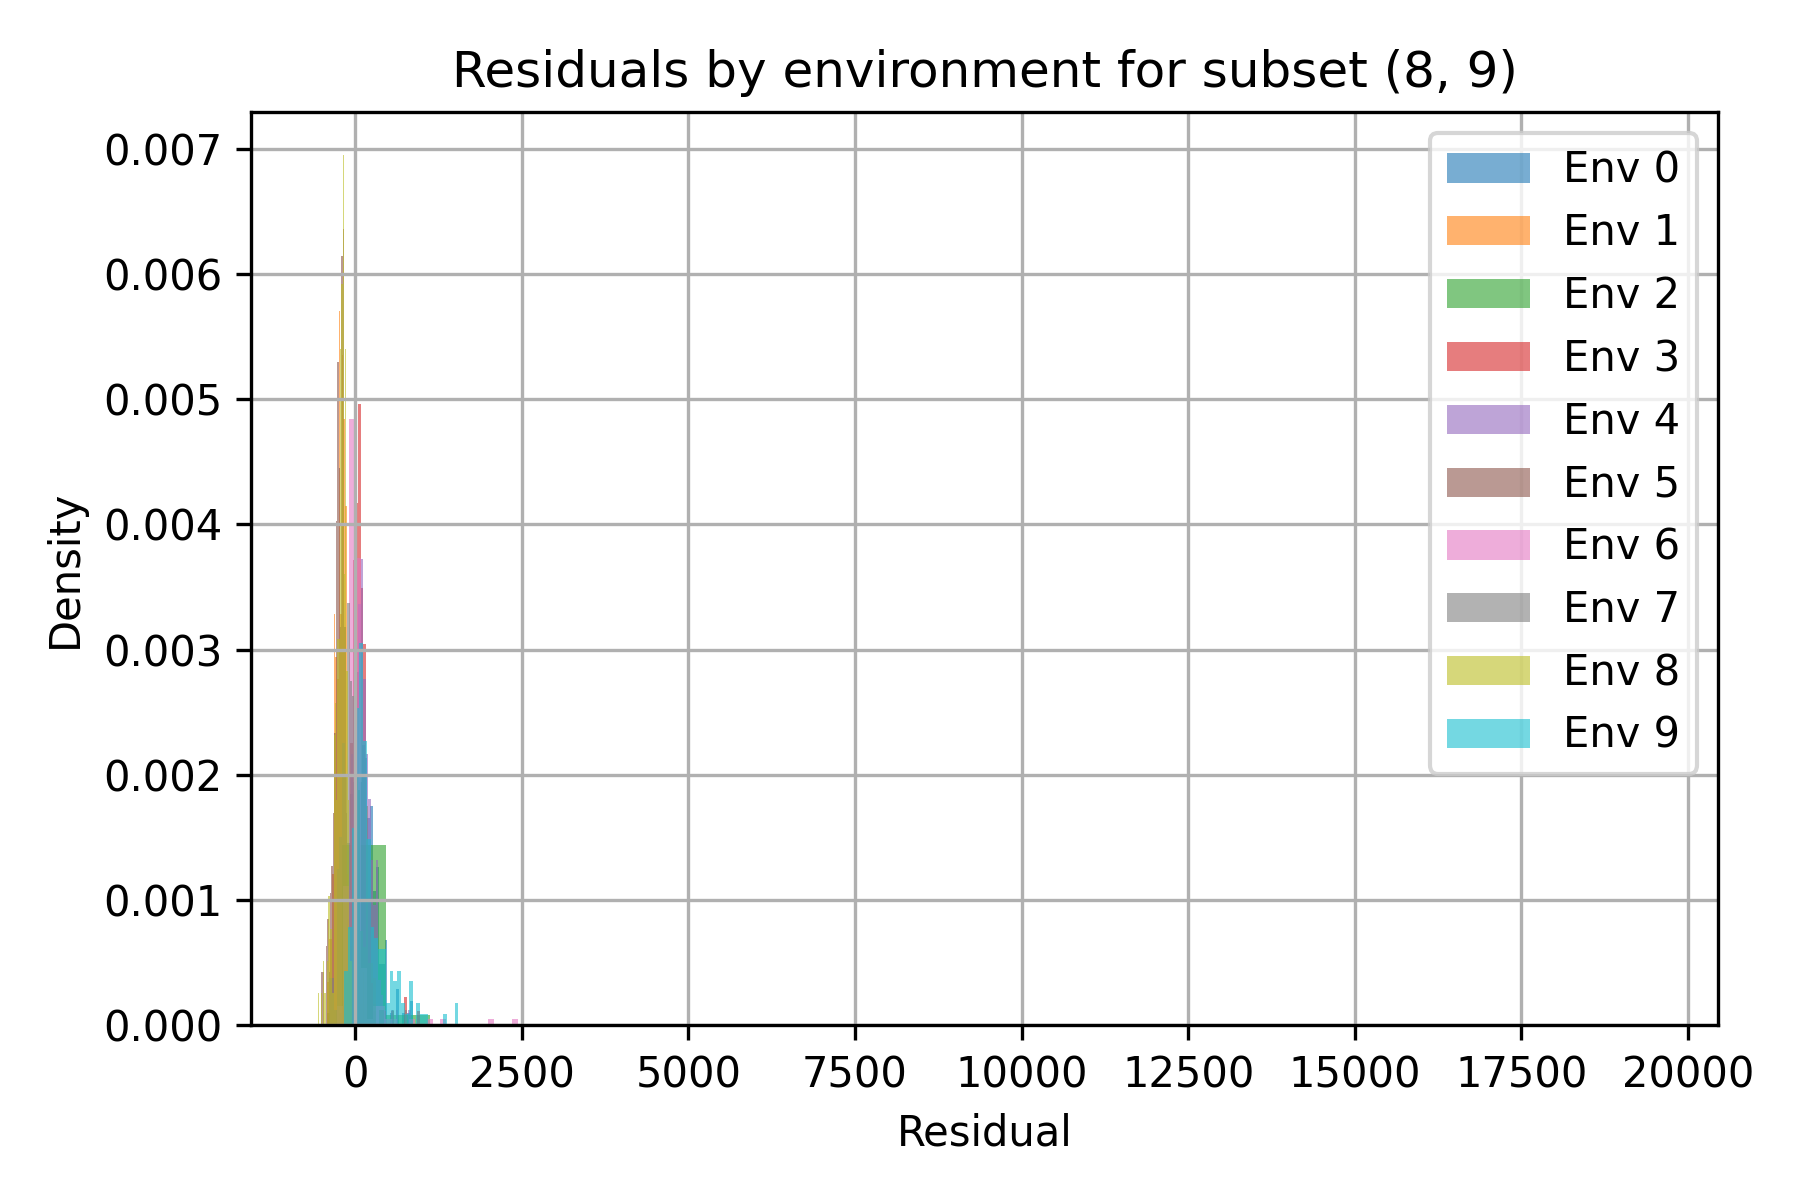 Residuals by environment for subset (8, 9)
0.007
0.006
0.005
0.004
0.003
0.002
0.001
0.000
Density
0
2500
5000
7500
10000
12500
15000
17500
20000
Residual
Env 0
Env 1
Env 2
Env 3
Env 4
Env 5
Env 6
Env 7
Env 8
Env 9